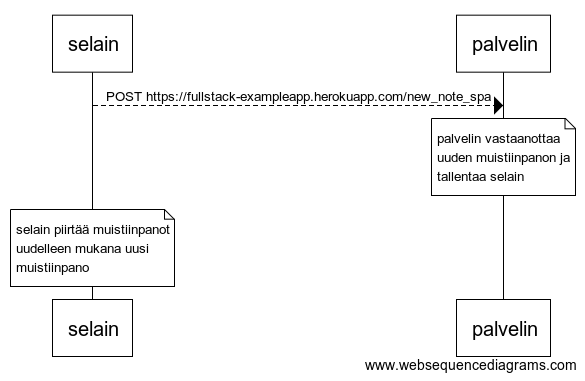 selain
palvelin
POST https://fullstack-exampleapp.herokuapp.com/new_note_spa
palvelin vastaanottaa
uuden muistiinpanon ja
tallentaa selain
selain piirtää muistiinpanot
uudelleen mukana uusi
muistiinpano
selain
palvelin
www.websequencediagrams.com